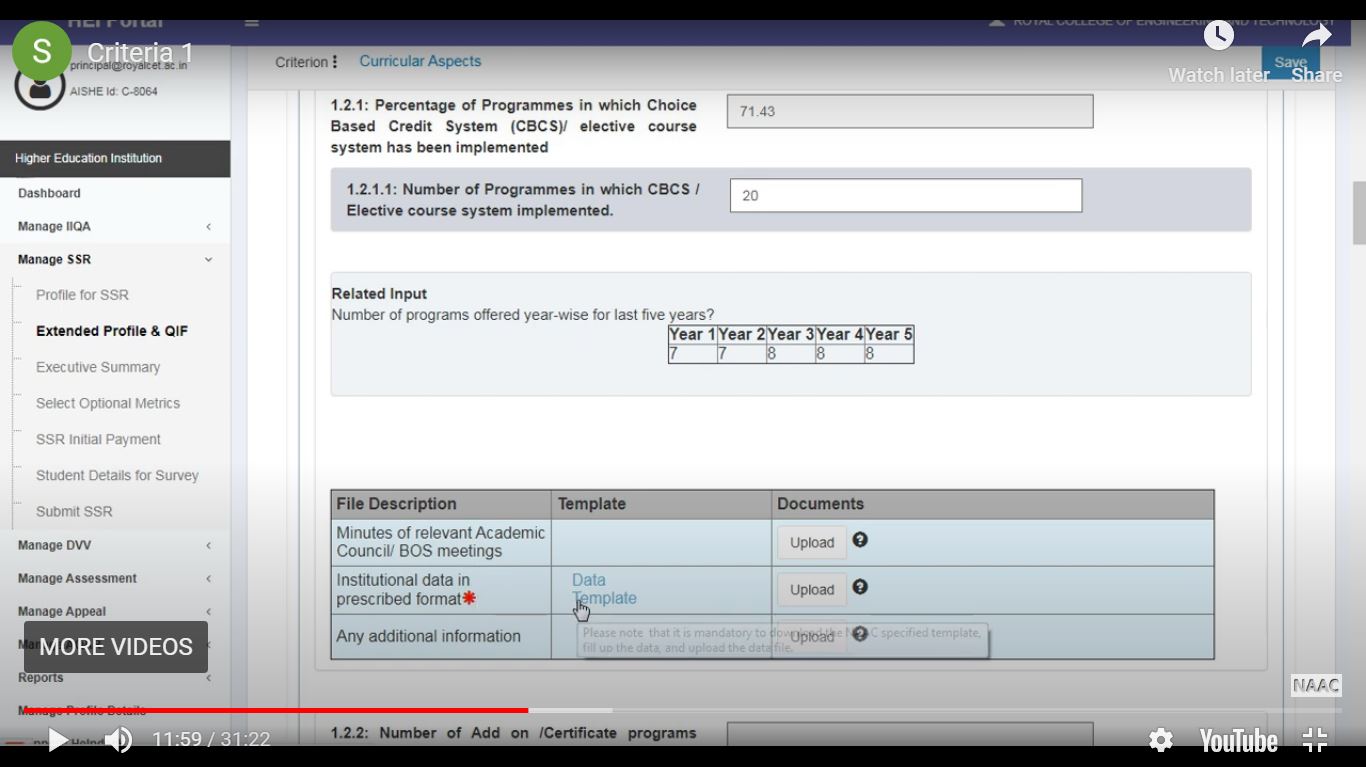 HEI Portal
ROYAL COLLEGE OF ENGINEERING AND TECHNOLOGY
S
Criteria 1
principal@royalcet.ac.in
AISHE Id: C-8064
Criterion
Curricular Aspects
Save
Watch later
Share
Higher Education Institution
Dashboard
Manage IIQA
Manage SSR
Profile for SSR
Extended Profile & QIF
Executive Summary
Select Optional Metrics
SSR Initial Payment
Student Details for Survey
Submit SSR
Manage DVV
Manage Assessment
Manage Appeal
MORE VIDEOS
Reports
Manage Profile Details
1.2.1: Percentage of Programmes in which Choice
Based Credit System (CBCS)/ elective course
system has been implemented
71.43
1.2.1.1: Number of Programmes in which CBCS /
Elective course system implemented.
20
Related Input
Number of programs offered year-wise for last five years?
Year 1 Year 2 Year 3 Year 4 Year 5
7 7 8 8 8
File Description Template Documents
Minutes of relevant Academic
Council/ BOS meetings
Upload
Institutional data in
prescribed format*
Data
Template
Upload
Any additional information
Upload
Please note that it is mandatory to download the NAAC specified template,
fill up the data, and upload the data file.
NAAC
1.2.2: Number of Add on /Certificate programs
11:59 / 31:22
YouTube